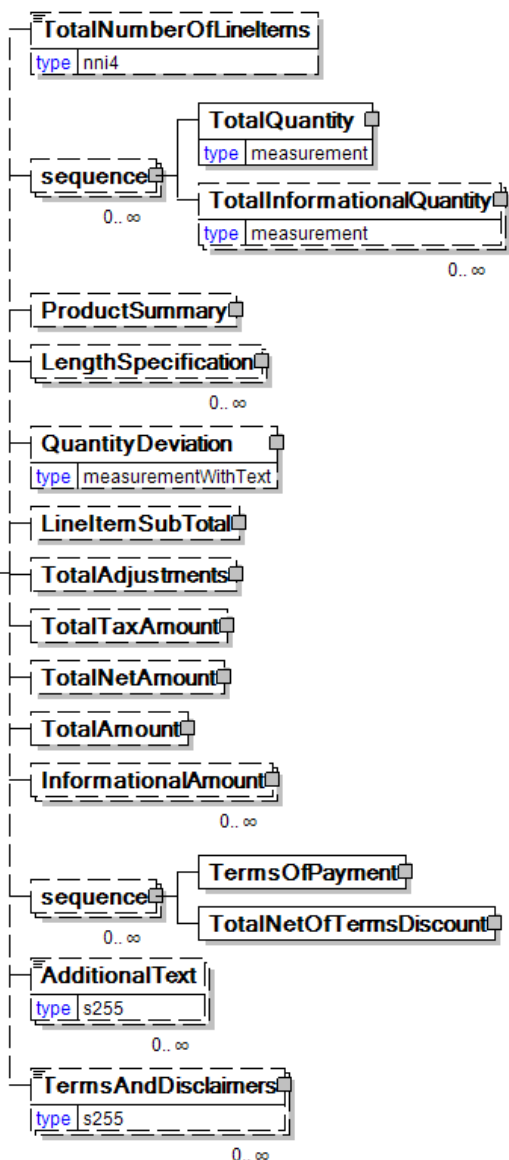 TotalNumberOfLineItems
type nni4
sequence
0.. ∞
TotalQuantity
type measurement
TotalInformationalQuantity
type measurement
0.. ∞
ProductSummary
LengthSpecification
0.. ∞
QuantityDeviation
type measurementWithText
LineItemSubTotal
TotalAdjustments
TotalTaxAmount
TotalNetAmount
TotalAmount
InformationalAmount
0.. ∞
sequence
0.. ∞
TermsOfPayment
TotalNetOfTermsDiscount
AdditionalText
type s255
0.. ∞
TermsAndDisclaimers
type s255
0.. ∞